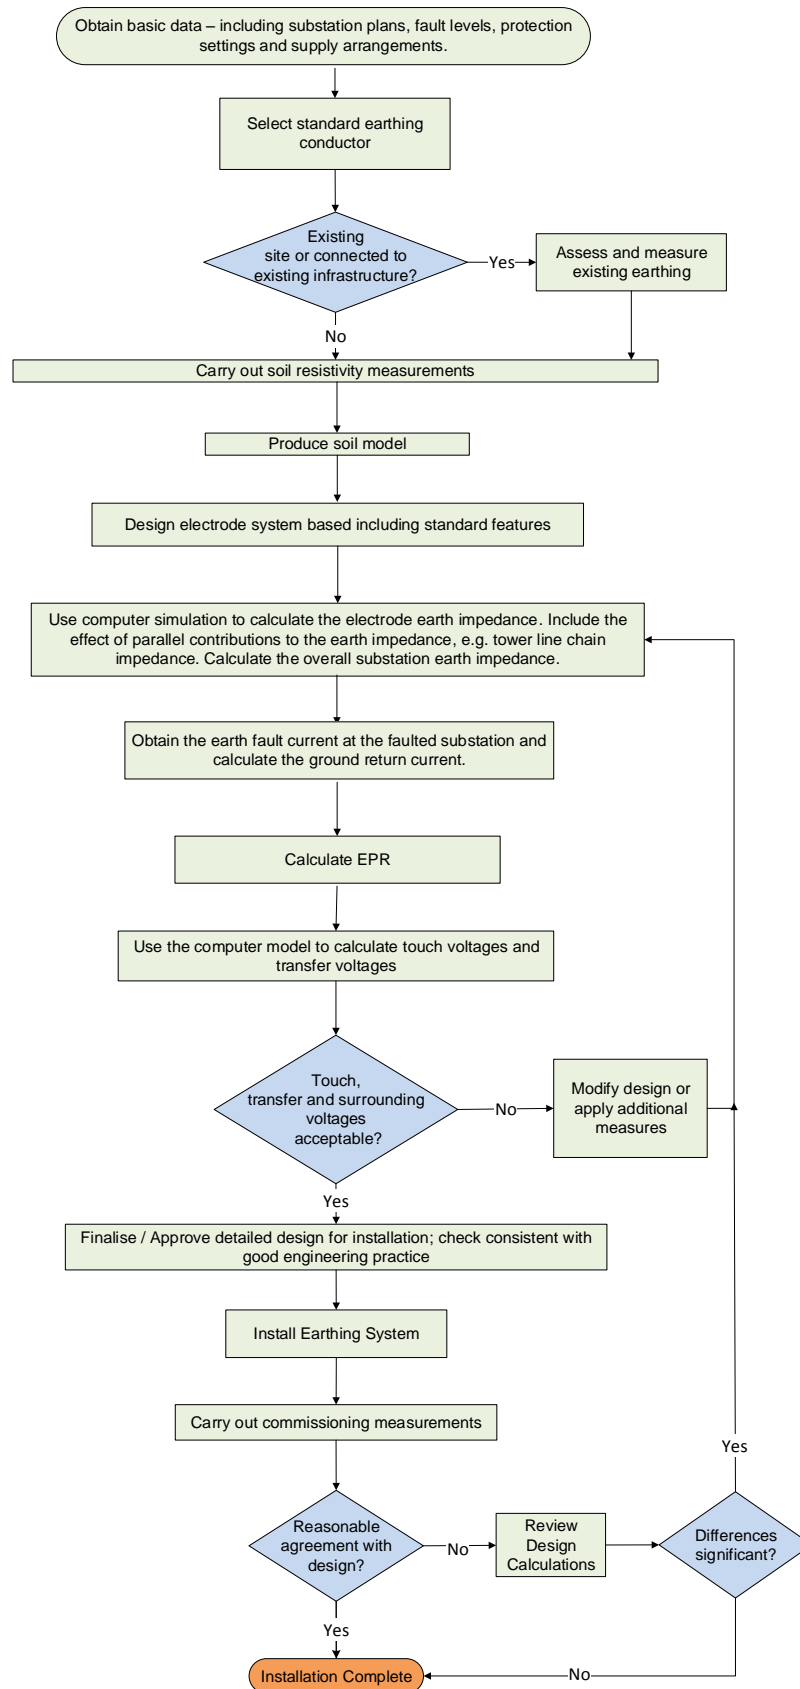 Obtain basic data – including substation plans, fault levels, protection
settings and supply arrangements.
Select standard earthing
conductor
Existing
site or connected to
existing infrastructure?
Yes
Assess and measure
existing earthing
No
Carry out soil resistivity measurements
Produce soil model
Design electrode system based including standard features
Use computer simulation to calculate the electrode earth impedance. Include the
effect of parallel contributions to the earth impedance, e.g. tower line chain
impedance. Calculate the overall substation earth impedance.
Obtain the earth fault current at the faulted substation and
calculate the ground return current.
Calculate EPR
Use the computer model to calculate touch voltages and
transfer voltages
Touch,
transfer and surrounding
voltages
acceptable?
No
Modify design or
apply additional
measures
Yes
Finalise / Approve detailed design for installation; check consistent with
good engineering practice
Install Earthing System
Carry out commissioning measurements
Reasonable
agreement with
design?
No
Review
Design
Calculations
Differences
significant?
Yes
Yes
No
Installation Complete